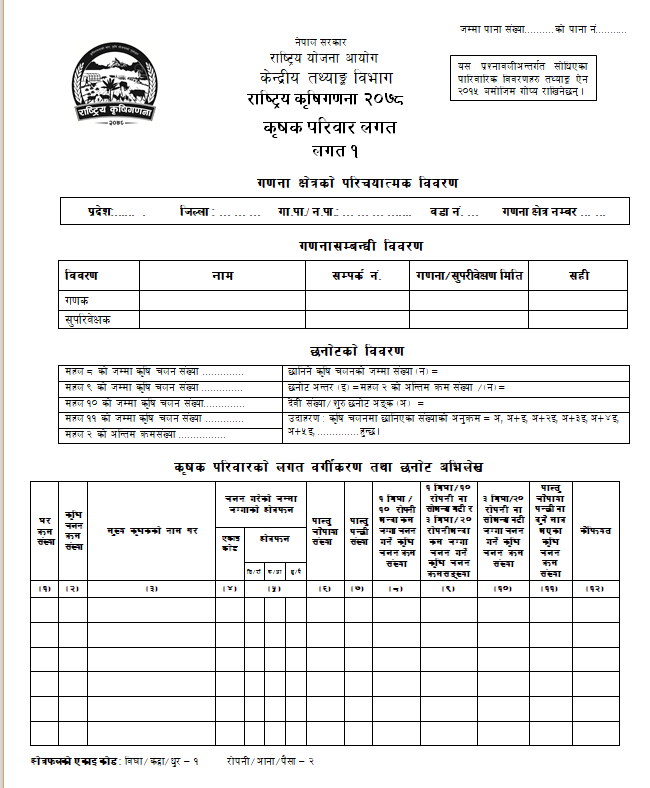 जम्मा पाना संख्या..........को पाना नं...........
नेपाल सरकार
राष्ट्रिय योजना आयोग
केन्द्रीय तथ्याङ्क विभाग
राष्ट्रिय कृषिगणना २०७८
कृषक परिवार लगत
लगत १
यस प्रश्नावलीअन्तर्गत सोधिएका
पारिवारिक विवरणहरु तथ्याङ्क ऐन
२०१५ बमोजिम गोप्य राखिनेछन् ।
राष्ट्रिय कृषिगणना
२०७८
गणना क्षेत्रको परिचयात्मक विवरण
प्रदेश:...... . जिल्ला : ... ... ... गा.पा./ न.पा.: ... ... ... ....... वडा नं. ... गणना क्षेत्र नम्बर ... ...
गणनासम्बन्धी विवरण
विवरण नाम सम्पर्क नं. गणना/सुपरीवेक्षण मिति सही
गणक
सुपरिवेक्षक
छनोटको विवरण
महल ८ को जम्मा कृषि चलन संख्या ..............
महल ९ को जम्मा कृषि चलन संख्या ..............
महल १० को जम्मा कृषि चलन संख्या..............
महल ११ को जम्मा कृषि चलन संख्या ..............
महल २ को अन्तिम क्रमसंख्या ................
छानिने कृषि चलनको जम्मा संख्या (न) =
छनोट अन्तर (इ) =महल २ को अन्तिम क्रम संख्या /(न) =
दैवी संख्या/शुरु छनोट अङ्क (अ) =
उदाहरण : कृषि चलनमा छानिएका संख्याको अनुक्रम = अ, अ+इ, अ+२इ, अ+३इ, अ+४इ,
अ+५इ, ..............हुन्छ।
कृषक परिवारको लगत वर्गीकरण तथा छनोट अभिलेख
घर
क्रम
संख्या
कृषि
चलन
क्रम
संख्या
मुख्य कृषकको नाम थर
चलन गरेको जम्मा
जग्गाको क्षेत्रफल
एकाइ
कोड
क्षेत्रफल
बि/रो क/आ धु/पै
पाल्तु
चौपाया
संख्या
पाल्तु
पन्छी
संख्या
१ बिघा /
१० रोपनी
भन्दा कम
जग्गा चलन
गर्ने कृषि
चलन क्रम
संख्या
१ बिघा/१०
रोपनी वा
सोभन्दा बढी र
३ बिघा/२०
रोपनीभन्दा
कम जग्गा
चलन गर्ने
कृषि चलन
क्रमसङ्ख्या
३ बिघा/२०
रोपनी वा
सोभन्दा बढी
जग्गा चलन
गर्ने कृषि
चलन क्रम
संख्या
पाल्तु
चौपाया
पन्छी वा
दुबै मात्र
भएका
कृषि
चलन
क्रम
संख्या
कैफियत
(१) (२) (३) (४) (५) (६) (७) (८) (९) (१०) (११) (१२)
क्षेत्रफलको एकाइ कोड: बिघा/कठ्ठा/धुर – १ रोपनी/आना/पैसा – २